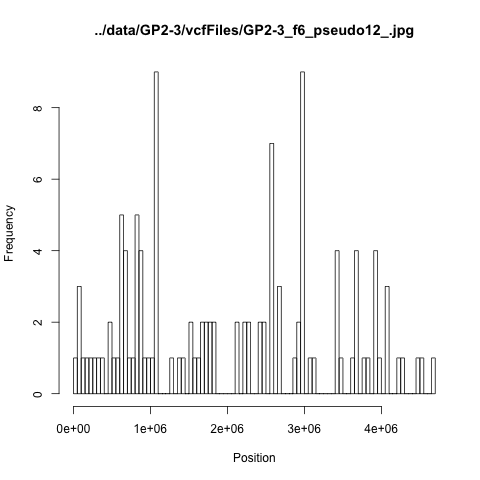 ../data/GP2-3/vcfFiles/GP2-3_f6_pseudo12_.jpg
Frequency
8
6
4
2
0
0e+00 1e+06 2e+06 3e+06 4e+06
Position